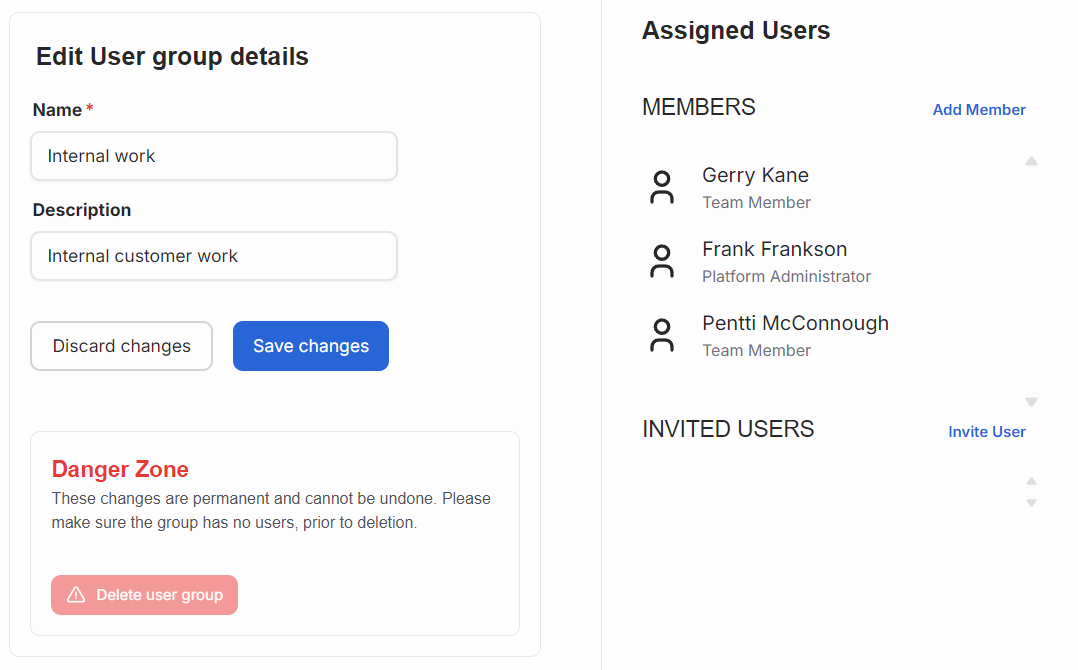 Edit User group details
Name *
Internal work
Description
Internal customer work
Discard changes
Save changes
Danger Zone
These changes are permanent and cannot be undone. Please
make sure the group has no users, prior to deletion.
Delete user group
Assigned Users
MEMBERS
Add Member
Gerry Kane
Team Member
Frank Frankson
Platform Administrator
Pentti McConnough
Team Member
INVITED USERS
Invite User